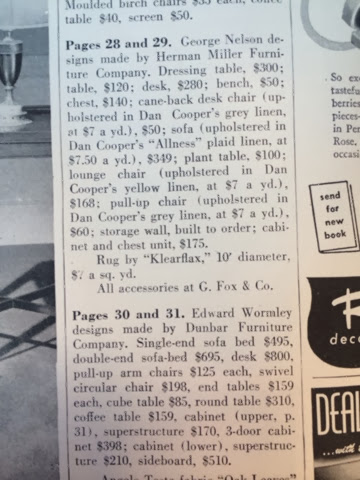 Moulded birch chairs $35 each, coffee
table $40, screen $50.
Pages 28 and 29. George Nelson de-
signs made by Herman Miller Furni-
ture Company. Dressing table, $300;
table, $120; desk, $280; bench, $50;
chest, $140; cane-back desk chair (up-
holstered in Dan Cooper's grey linen,
at $7 a yd.), $50; sofa (upholstered in
Dan Cooper's "Allness" plaid linen, at
$7.50 a yd.), $349; plant table, $100;
lounge chair (upholstered in Dan
Cooper's yellow linen, at $7 a yd.),
$168; pull-up chair (upholstered in
Dan Cooper's grey linen, at $7 a yd.),
$60; storage wall, built to order; cabi-
net and chest unit, $175.
Rug by "Klearflax," 10' diameter,
$7 a sq. yd.
All accessories at G. Fox & Co.
Pages 30 and 31. Edward Wormley
designs made by Dunbar Furniture
Company. Single-end sofa bed $495,
double-end sofa-bed $695, desk $800,
pull-up arm chairs $125 each, swivel
circular chair $198, end tables $159
each, cube table $85, round table $310,
coffee table $159, cabinet (upper, p.
31), superstructure $170, 3-door cabi-
net $398; cabinet (lower), superstruc-
ture $210, sideboard, $510.
Angelo Testa fabric "Oak Leaves"
So ex
tasteful
berries
pieces-
in Pen
Rose.
occasi
send
for
new
book
deco
DEAL
...with